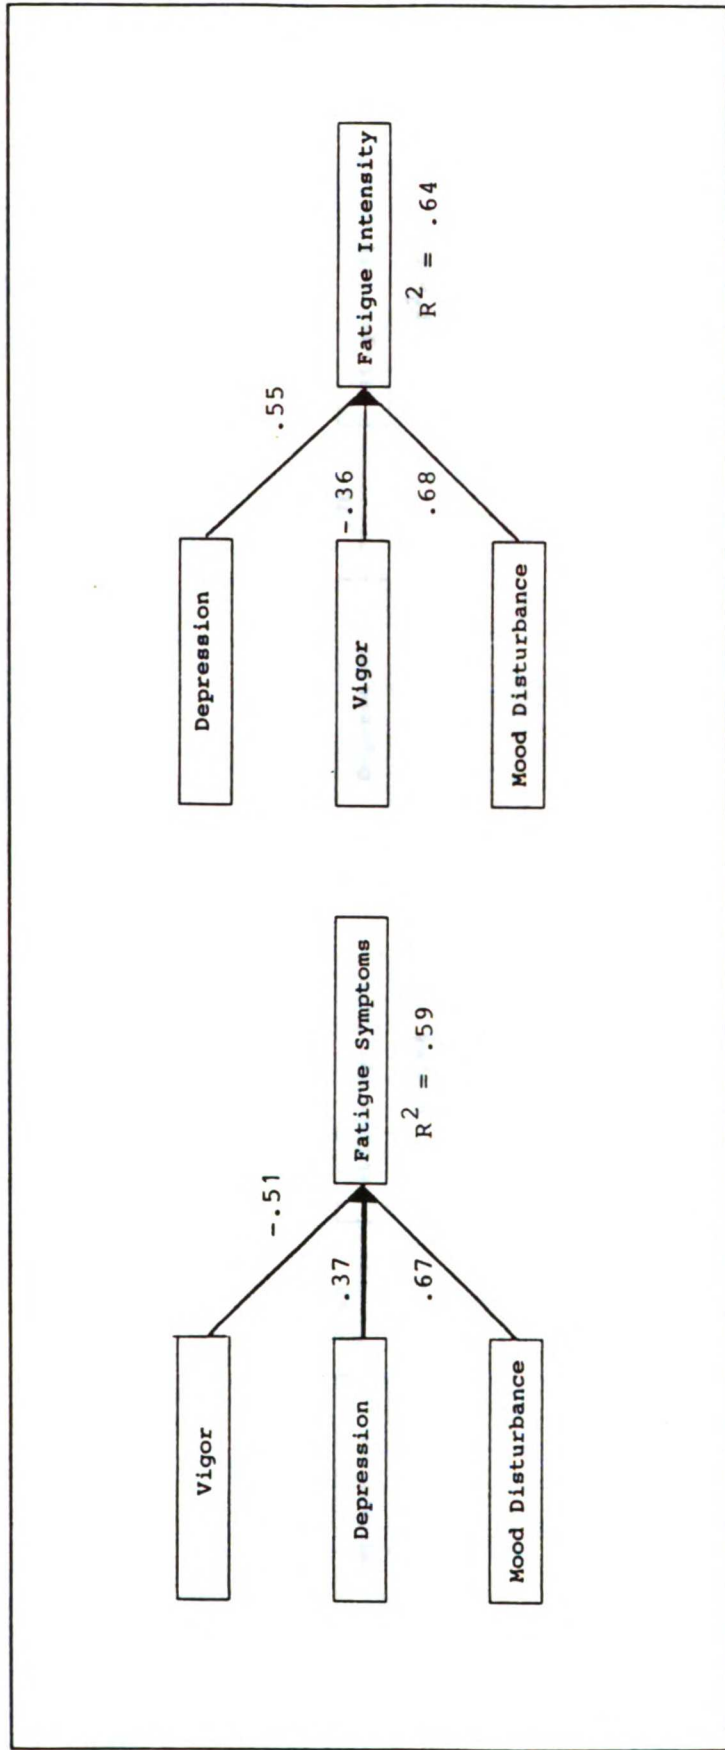 Vigor
-.51
Depression
.37
Fatigue Symptoms
Mood Disturbance
.67
R² = .59
Depression
.55
Vigor
-.36
Fatigue Intensity
Mood Disturbance
.68
R² = .64